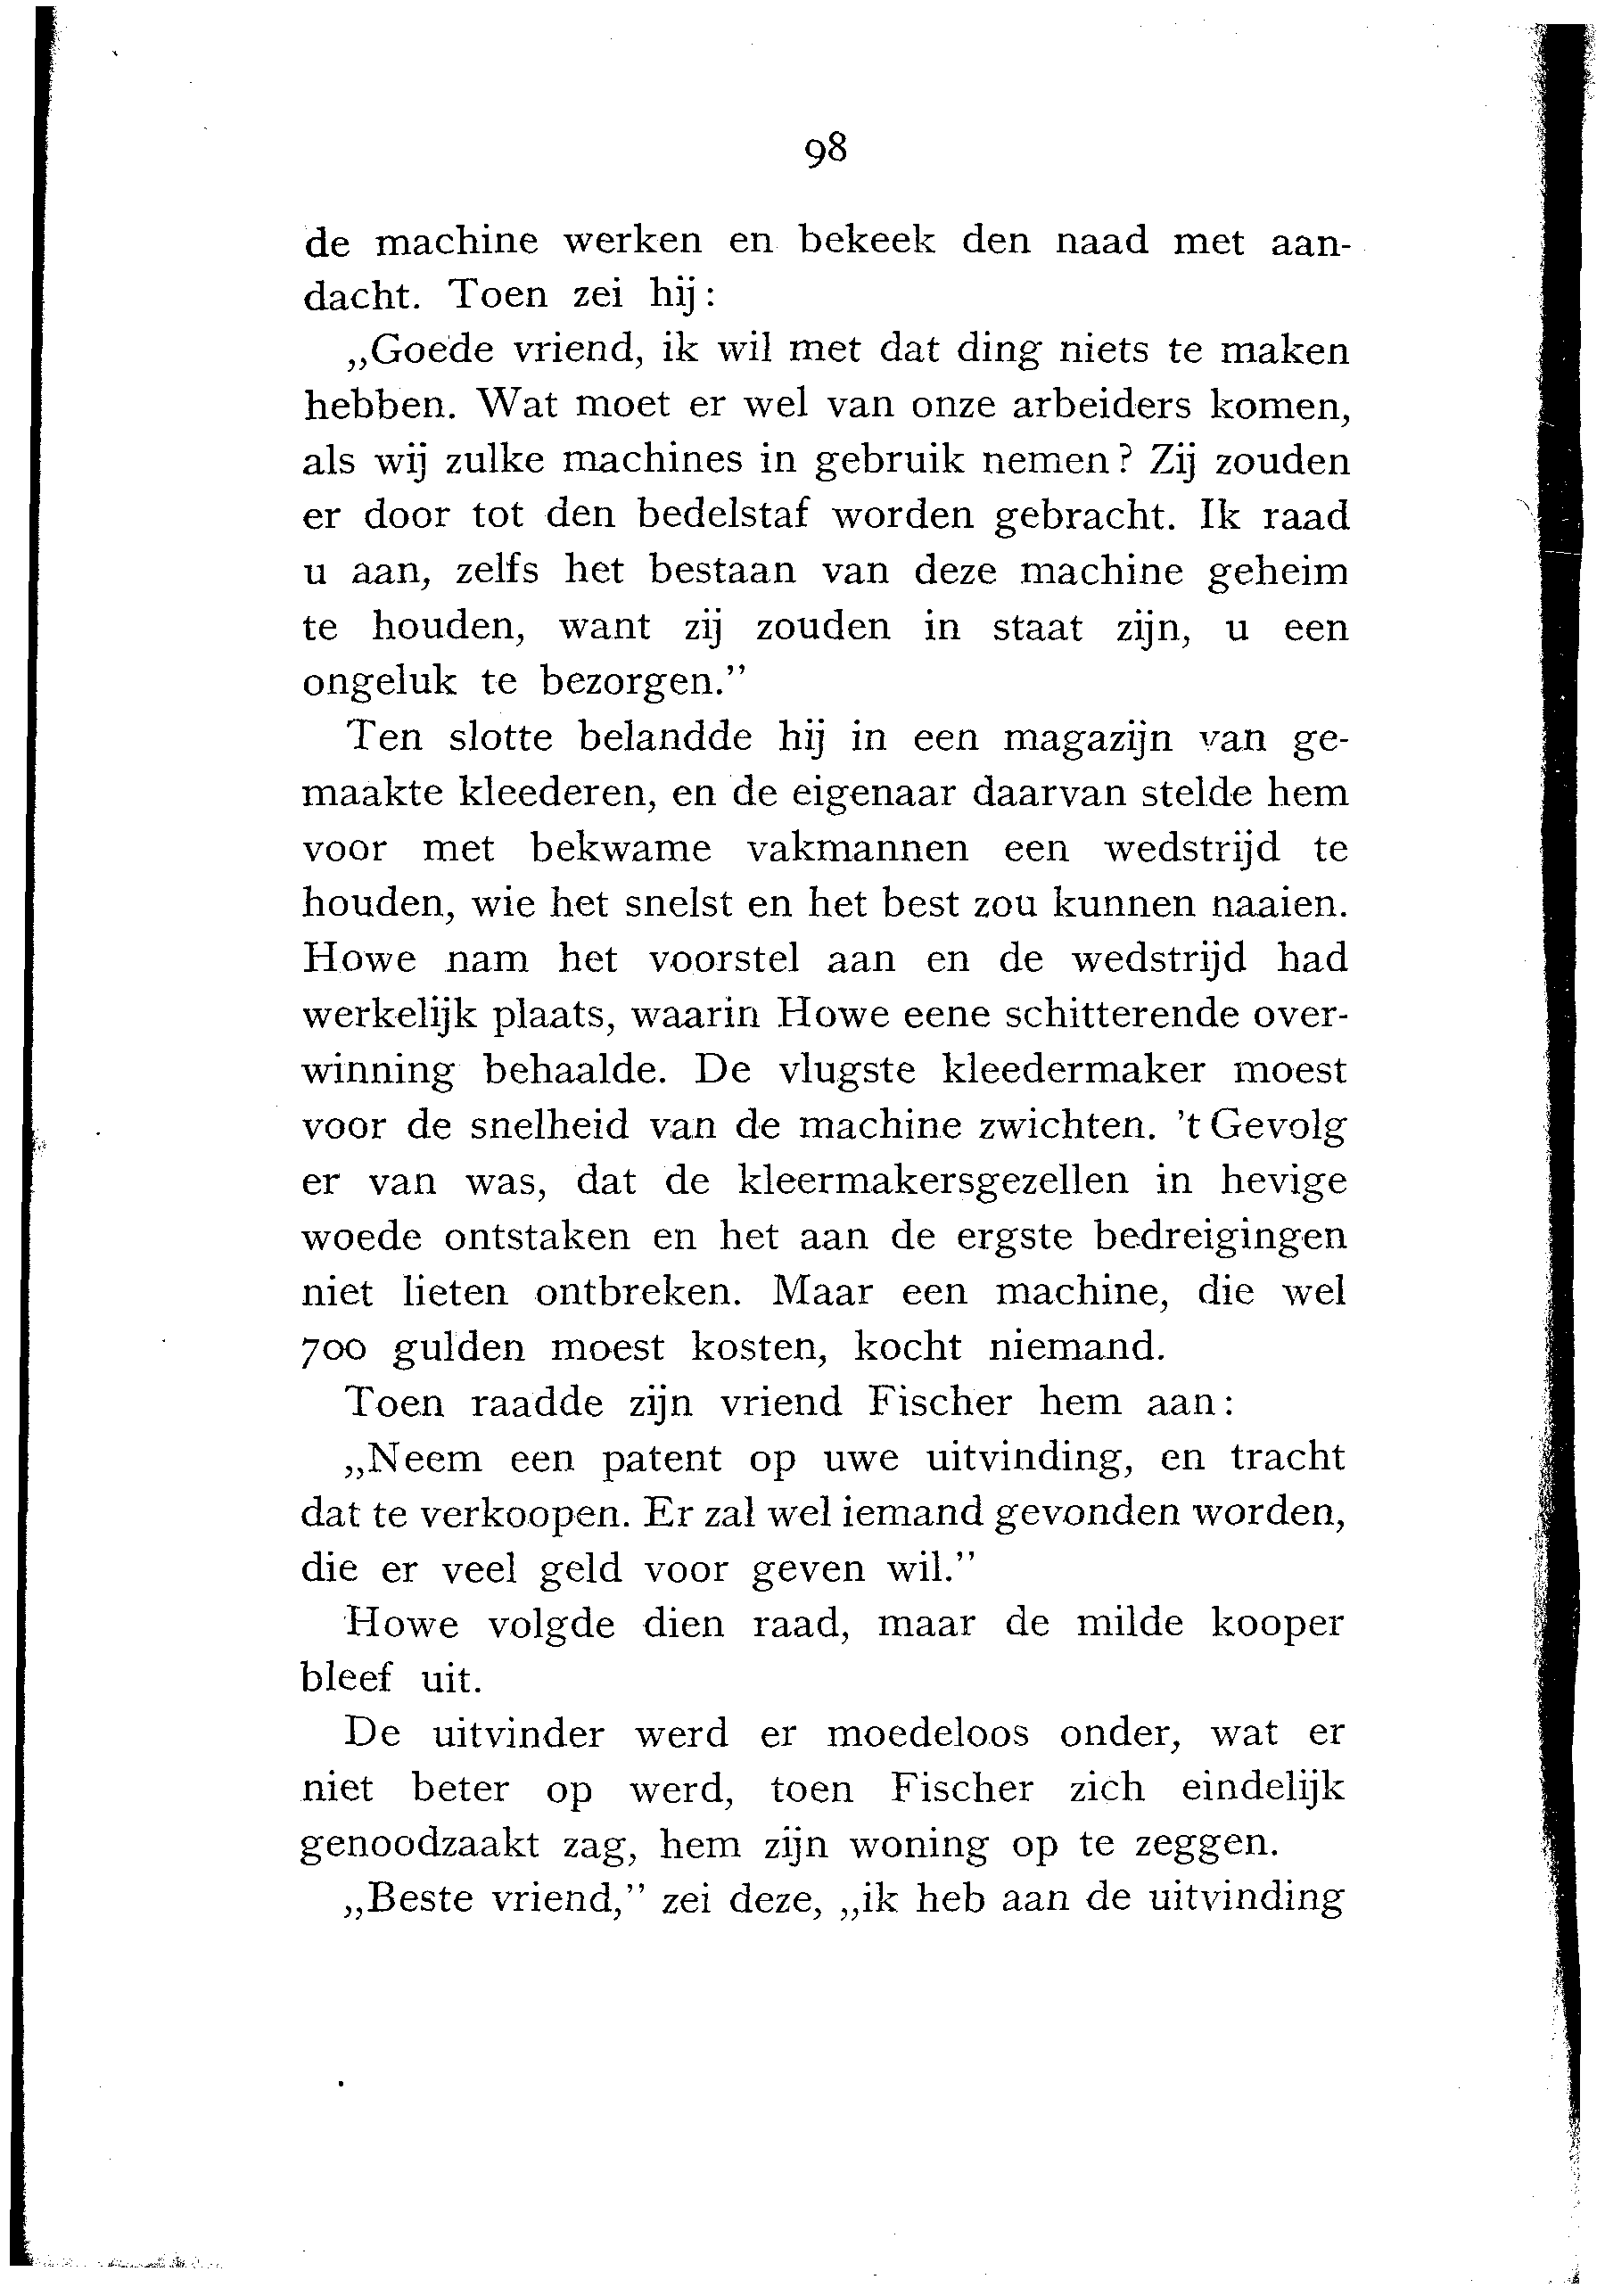 98
de machine werken en bekeek den naad met aan-
dacht. Toen zei hij:
„Goede vriend, ik wil met dat ding niets te maken
hebben. Wat moet er wel van onze arbeiders komen,
als wij zulke machines in gebruik nemen? Zij zouden
er door tot den bedelstaf worden gebracht. Ik raad
u aan, zelfs het bestaan van deze machine geheim
te houden, want zij zouden in staat zijn, u een
ongeluk te bezorgen.”
Ten slotte belandde hij in een magazijn van ge-
maakte kleederen, en de eigenaar daarvan stelde hem
voor met bekwame vakmannen een wedstrijd te
houden, wie het snelst en het best zou kunnen naaien.
Howe nam het voorstel aan en de wedstrijd had
werkelijk plaats, waarin Howe eene schitterende over-
winning behaalde. De vlugste kleedermaker moest
voor de snelheid van de machine zwichten. ’t Gevolg
er van was, dat de kleermakersgezellen in hevige
woede ontstaken en het aan de ergste bedreigingen
niet lieten ontbreken. Maar een machine, die wel
700 gulden moest kosten, kocht niemand.
Toen raadde zijn vriend Fischer hem aan:
„Neem een patent op uwe uitvinding, en tracht
dat te verkoopen. Er zal wel iemand gevonden worden,
die er veel geld voor geven wil.”
Howe volgde dien raad, maar de milde kooper
bleef uit.
De uitvinder werd er moedeloos onder, wat er
niet beter op werd, toen Fischer zich eindelijk
genoodzaakt zag, hem zijn woning op te zeggen.
„Beste vriend,” zei deze, „ik heb aan de uitvinding